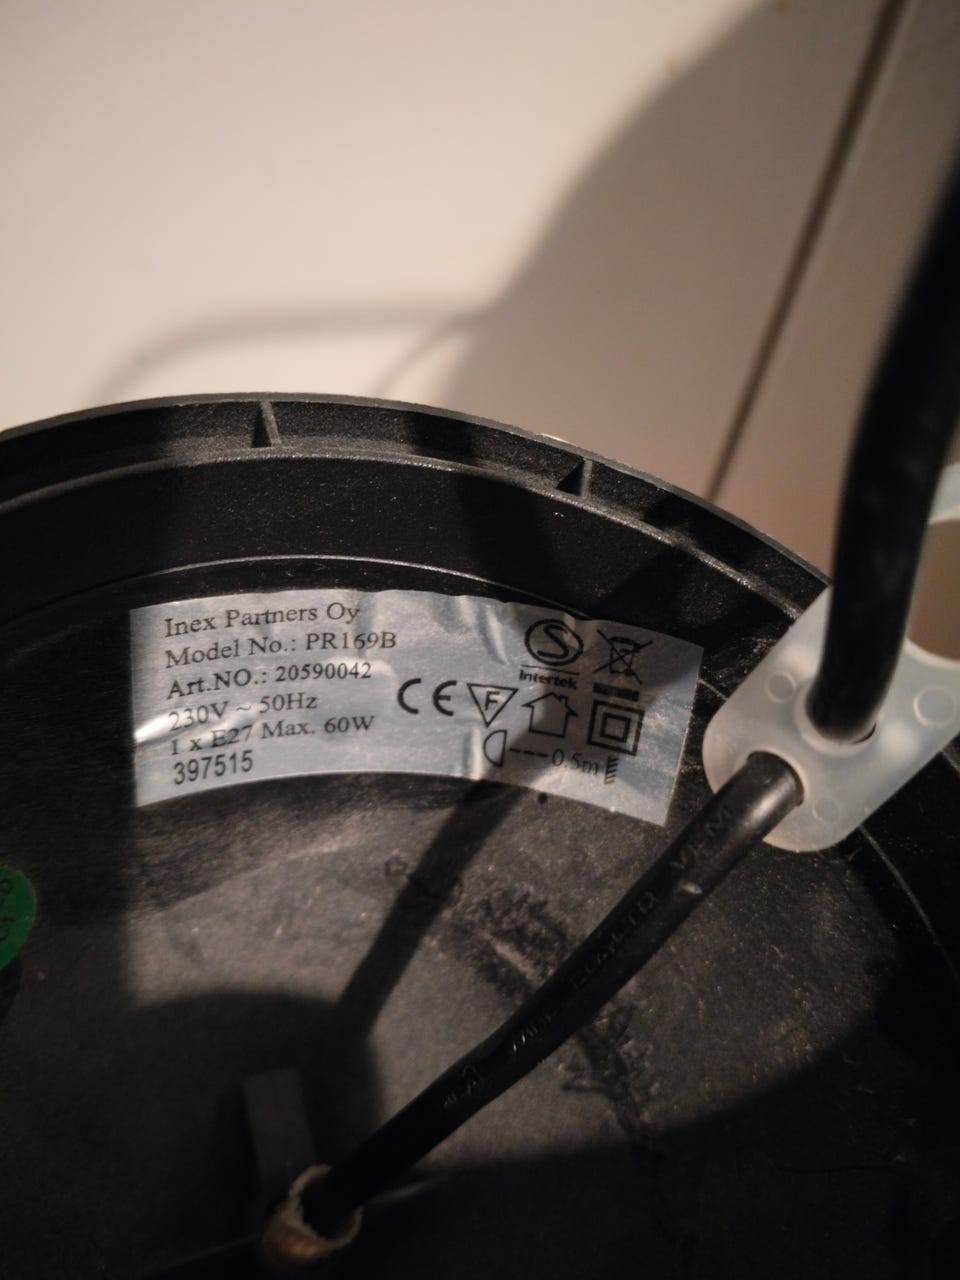 Inex Partners Oy
Model No.: PR169B
Art.NO.: 20590042
230V ~ 50Hz
1 x E27 Max. 60W
397515
S
Intertek
CE F
0,5m